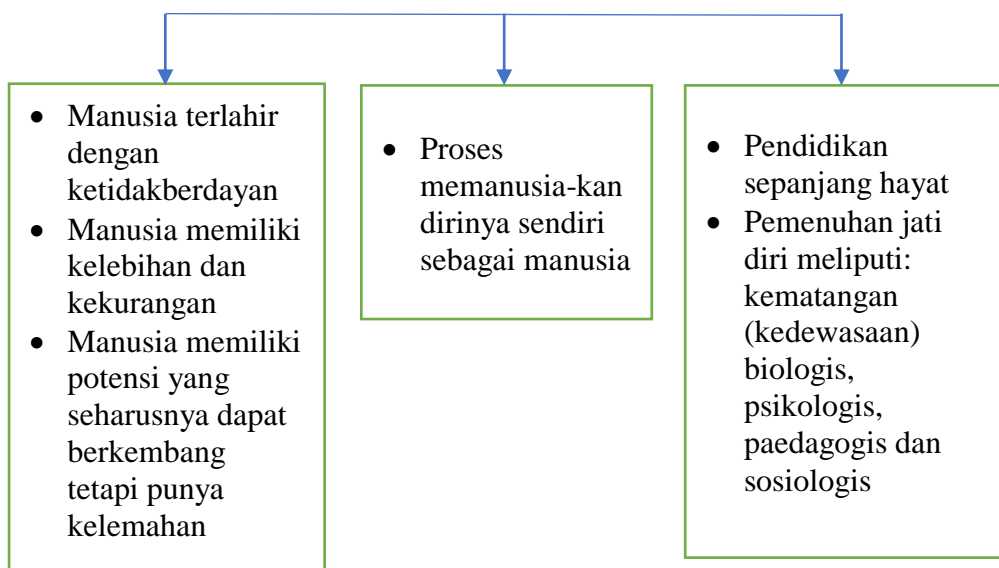 • Manusia terlahir
dengan
ketidakberdayan
• Manusia memiliki
kelebihan dan
kekurangan
• Manusia memiliki
potensi yang
seharusnya dapat
berkembang
tetapi punya
kelemahan
• Proses
memanusia-kan
dirinya sendiri
sebagai manusia
• Pendidikan
sepanjang hayat
• Pemenuhan jati
diri meliputi:
kematangan
(kedewasaan)
biologis,
psikologis,
paedagogis dan
sosiologis